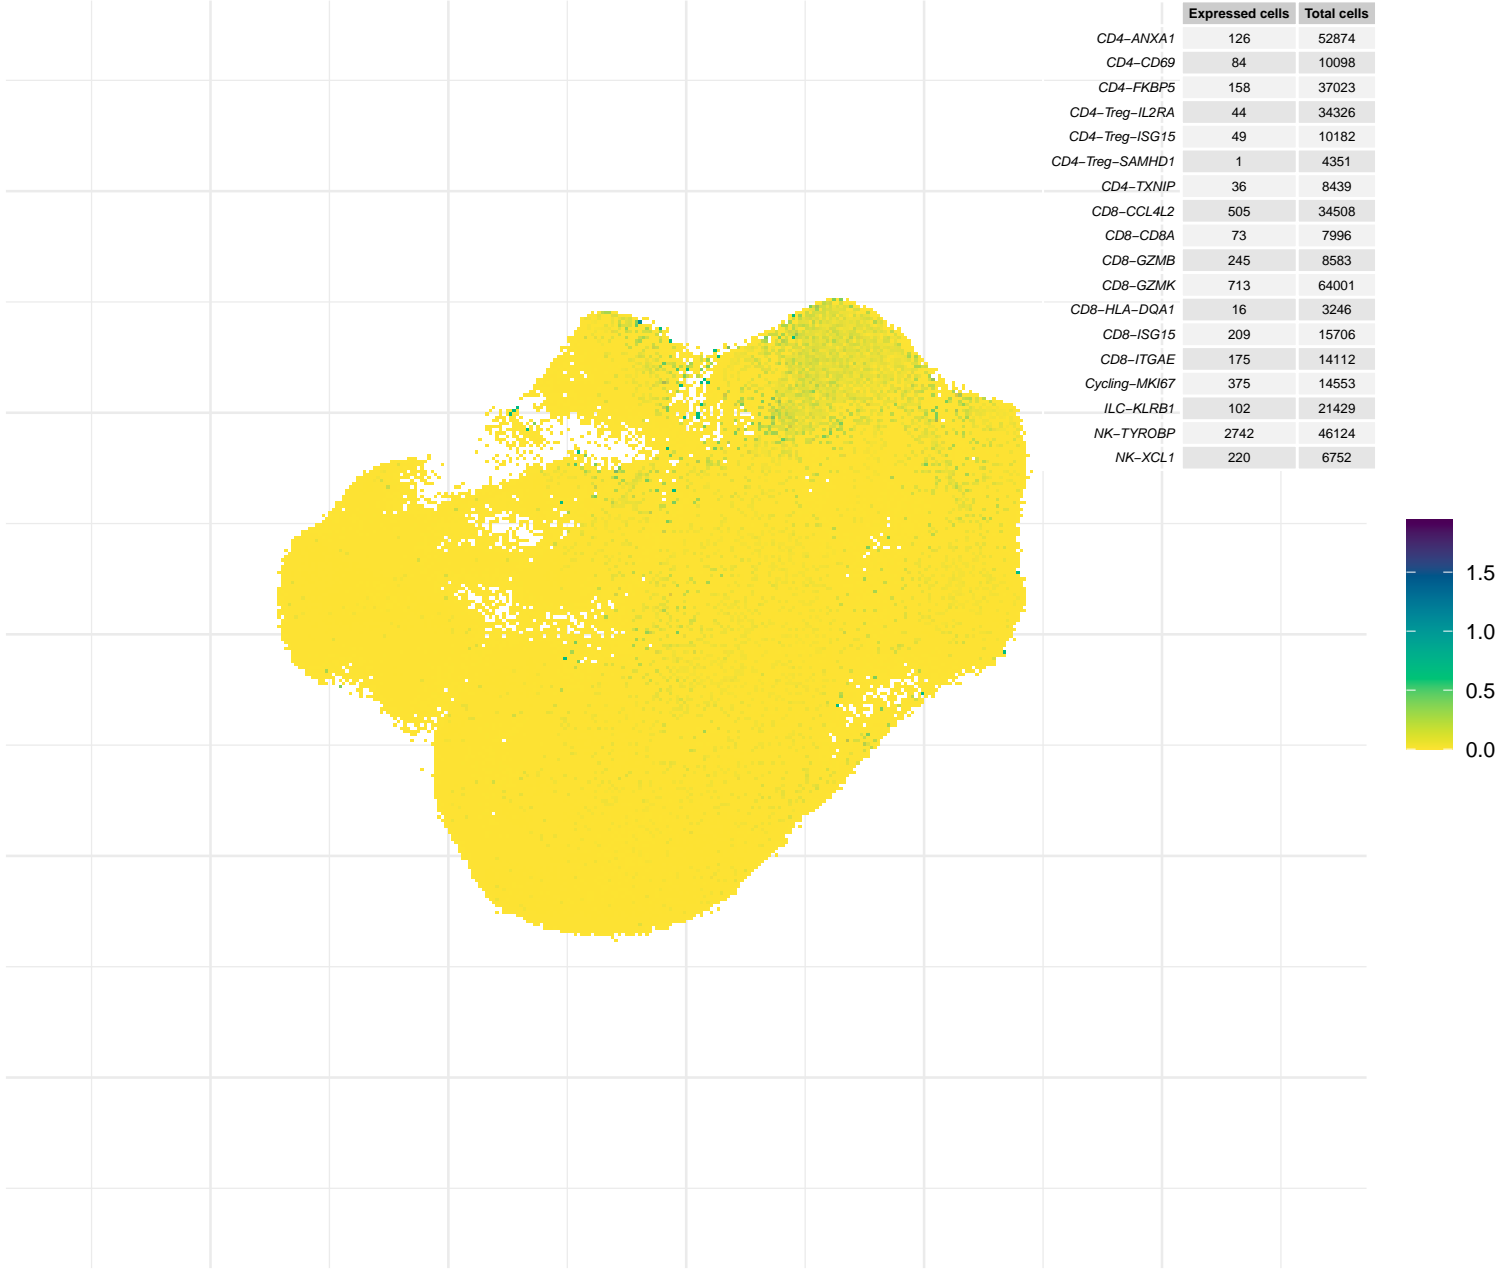 Expressed cells Total cells
CD4−ANXA1 126 52874
CD4−CD69 84 10098
CD4−FKBP5 158 37023
CD4−Treg−IL2RA 44 34326
CD4−Treg−ISG15 49 10182
CD4−Treg−SAMHD1 1 4351
CD4−TXNIP 36 8439
CD8−CCL4L2 505 34508
CD8−CD8A 73 7996
CD8−GZMB 245 8583
CD8−GZMK 713 64001
CD8−HLA−DQA1 16 3246
CD8−ISG15 209 15706
CD8−ITGAE 175 14112
Cycling−MKI67 375 14553
ILC−KLRB1 102 21429
NK−TYROBP 2742 46124
NK−XCL1 220 6752
1.5
1.0
0.5
0.0